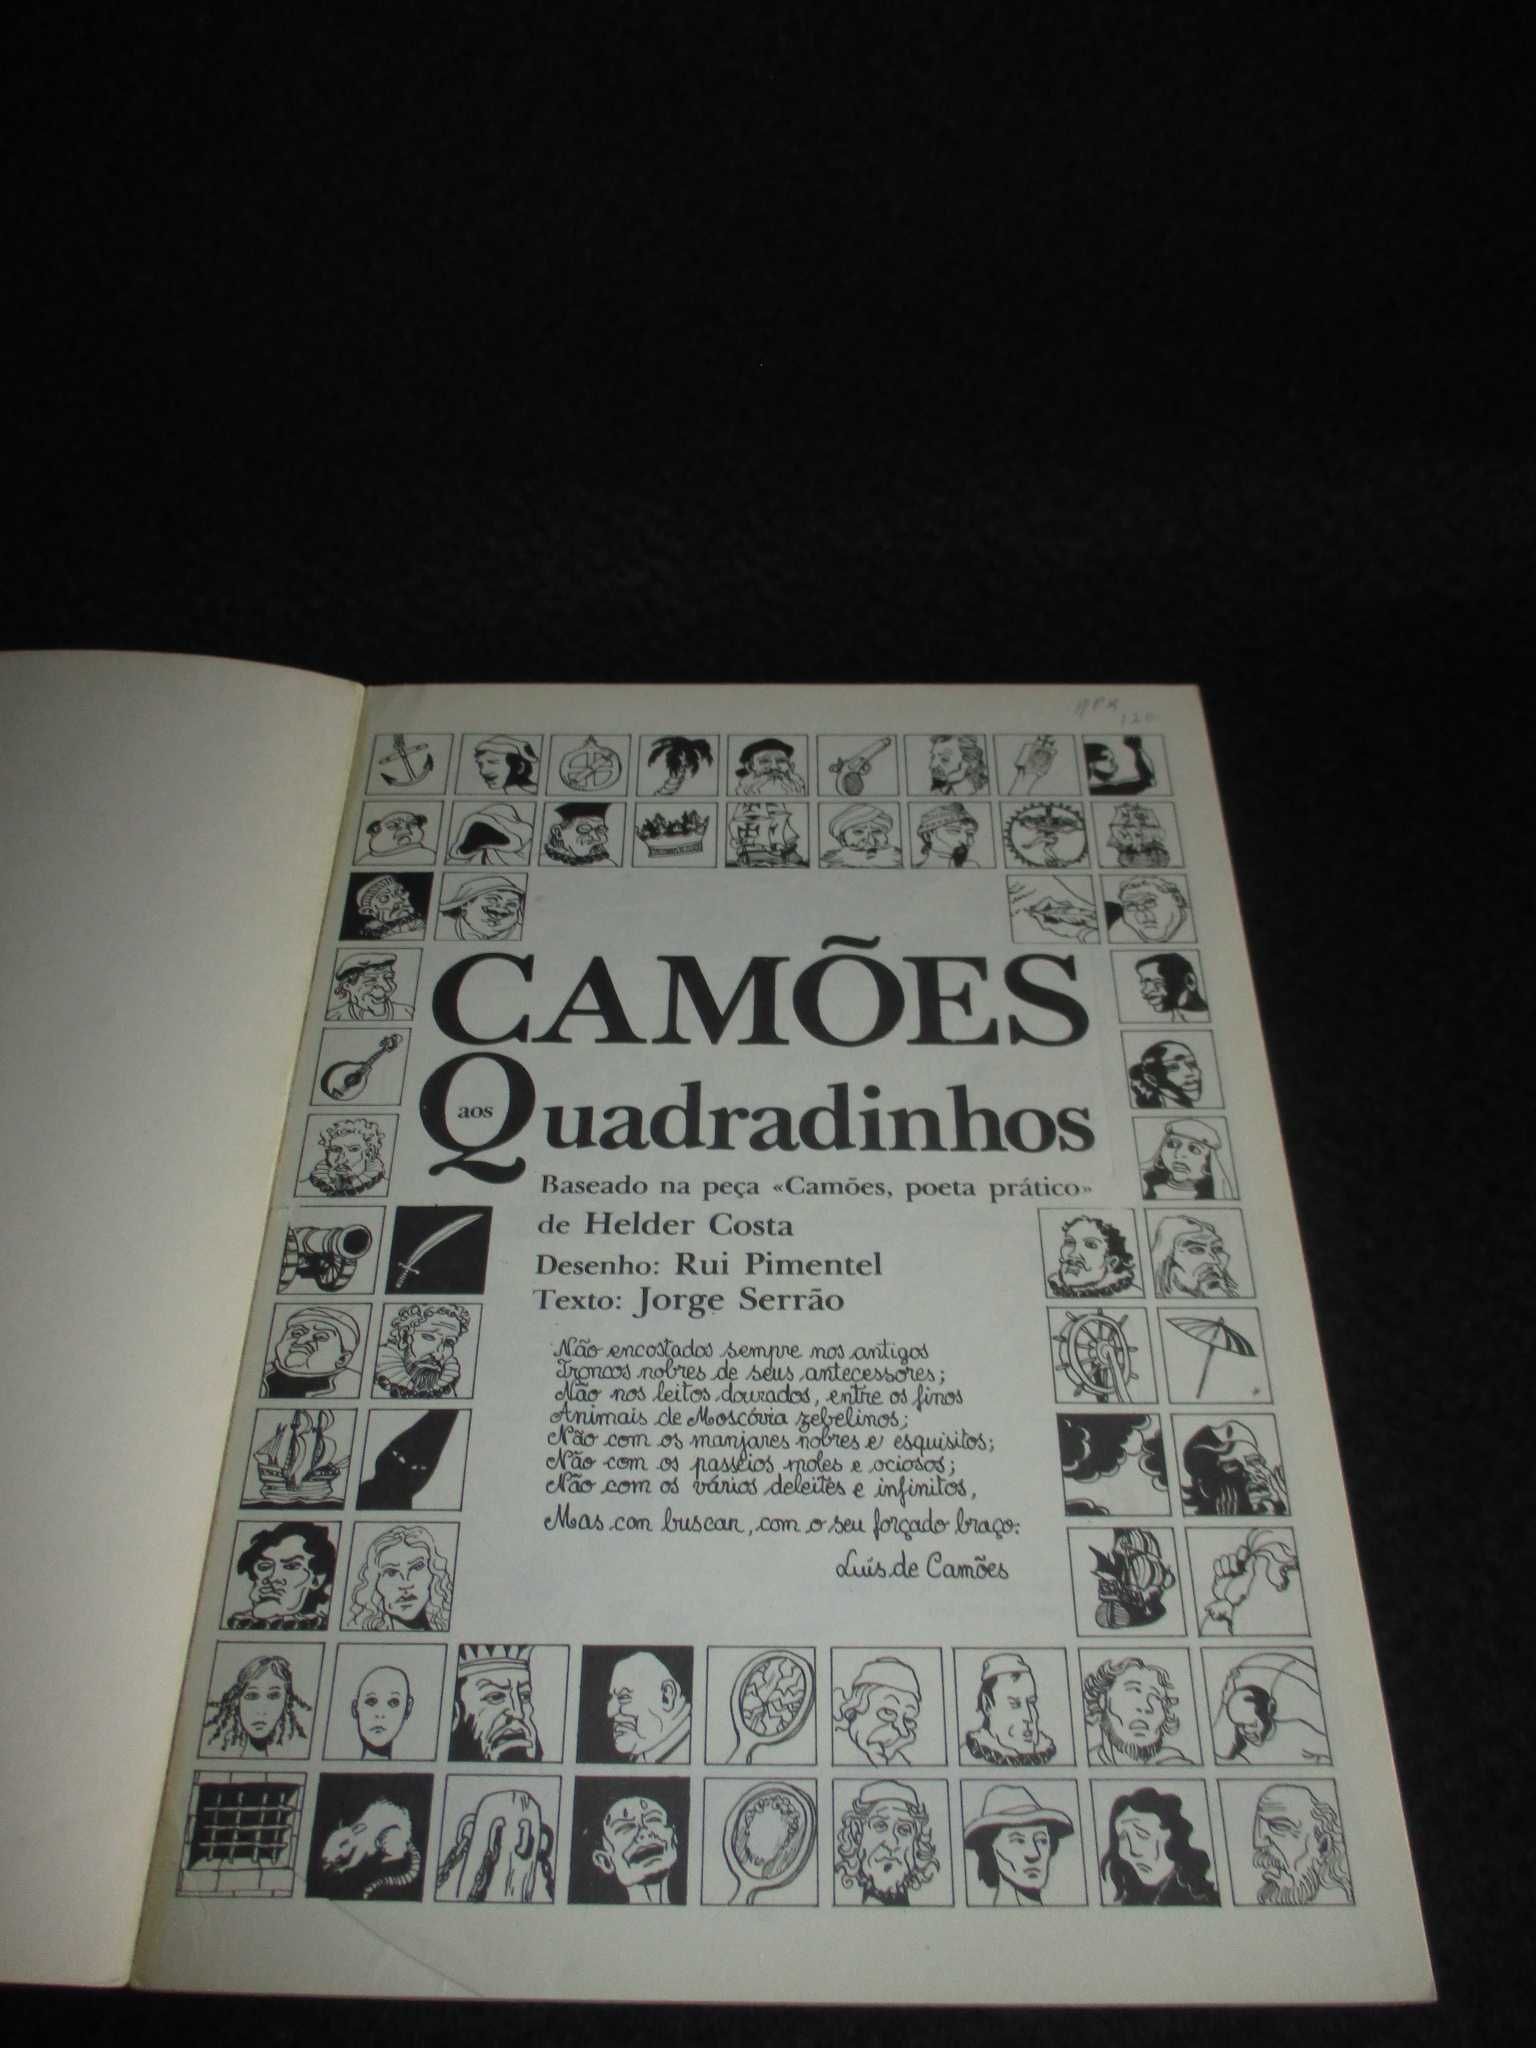 120
CAMÕES
aos Quadradinhos
Baseado na peça «Camões, poeta prático»
de Helder Costa
Desenho: Rui Pimentel
Texto: Jorge Serrão
Não encostados sempre nos antigos
Troncos nobres de seus antecessores;
Não nos leitos dourados, entre os finos
Animais de Moscóvia zebelinos;
Não com os manjares nobres e esquisitos;
Não com os passeios moles e ociosos;
Não com os vários deleites e infinitos,
Mas com buscar, com o seu forçado braço:
Luís de Camões